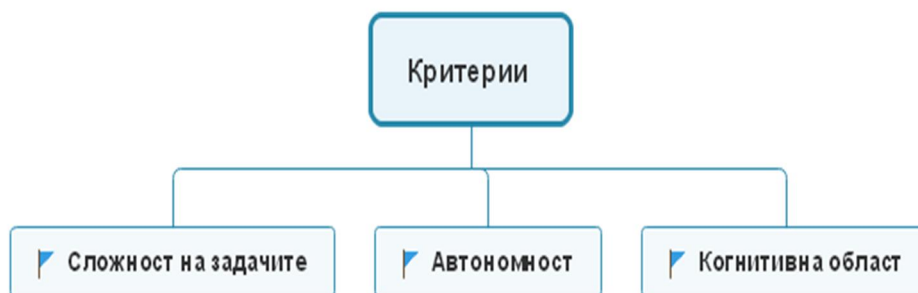 Критерии
Сложност на задачите
Автономност
Когнитивна област